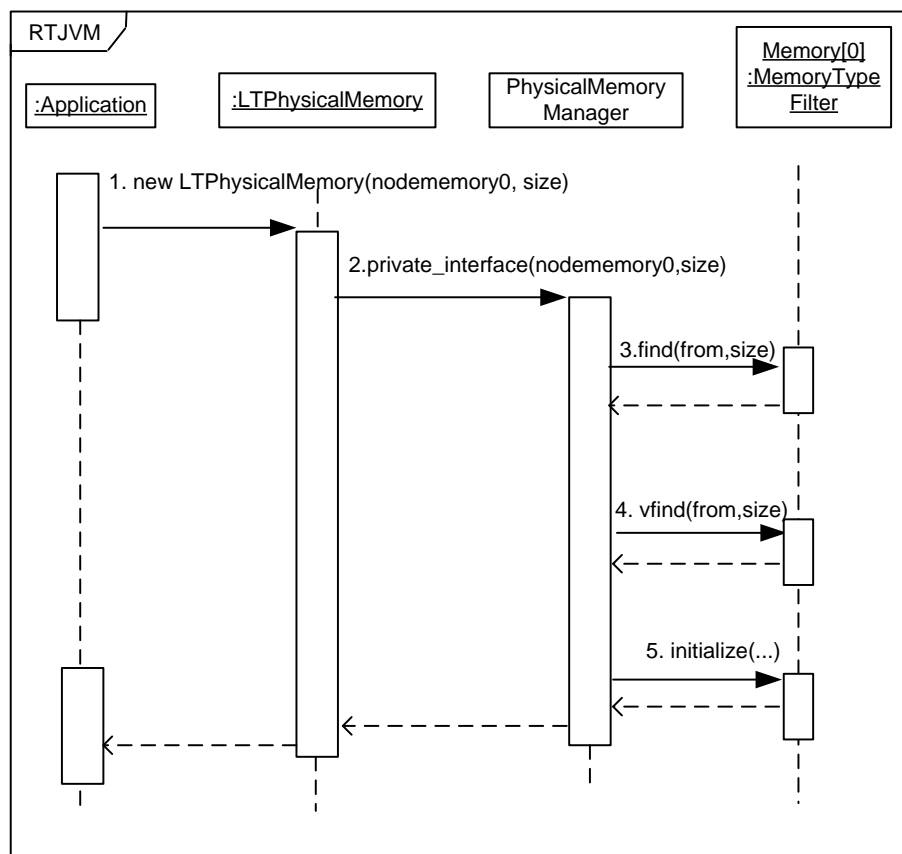 RTJVM
:Application
:LTPhysicalMemory
PhysicalMemory
Manager
Memory[0]
:MemoryType
Filter
1. new LTPhysicalMemory(nodememory0, size)
2.private_interface(nodememory0,size)
3.find(from,size)
4. vfind(from,size)
5. initialize(...)